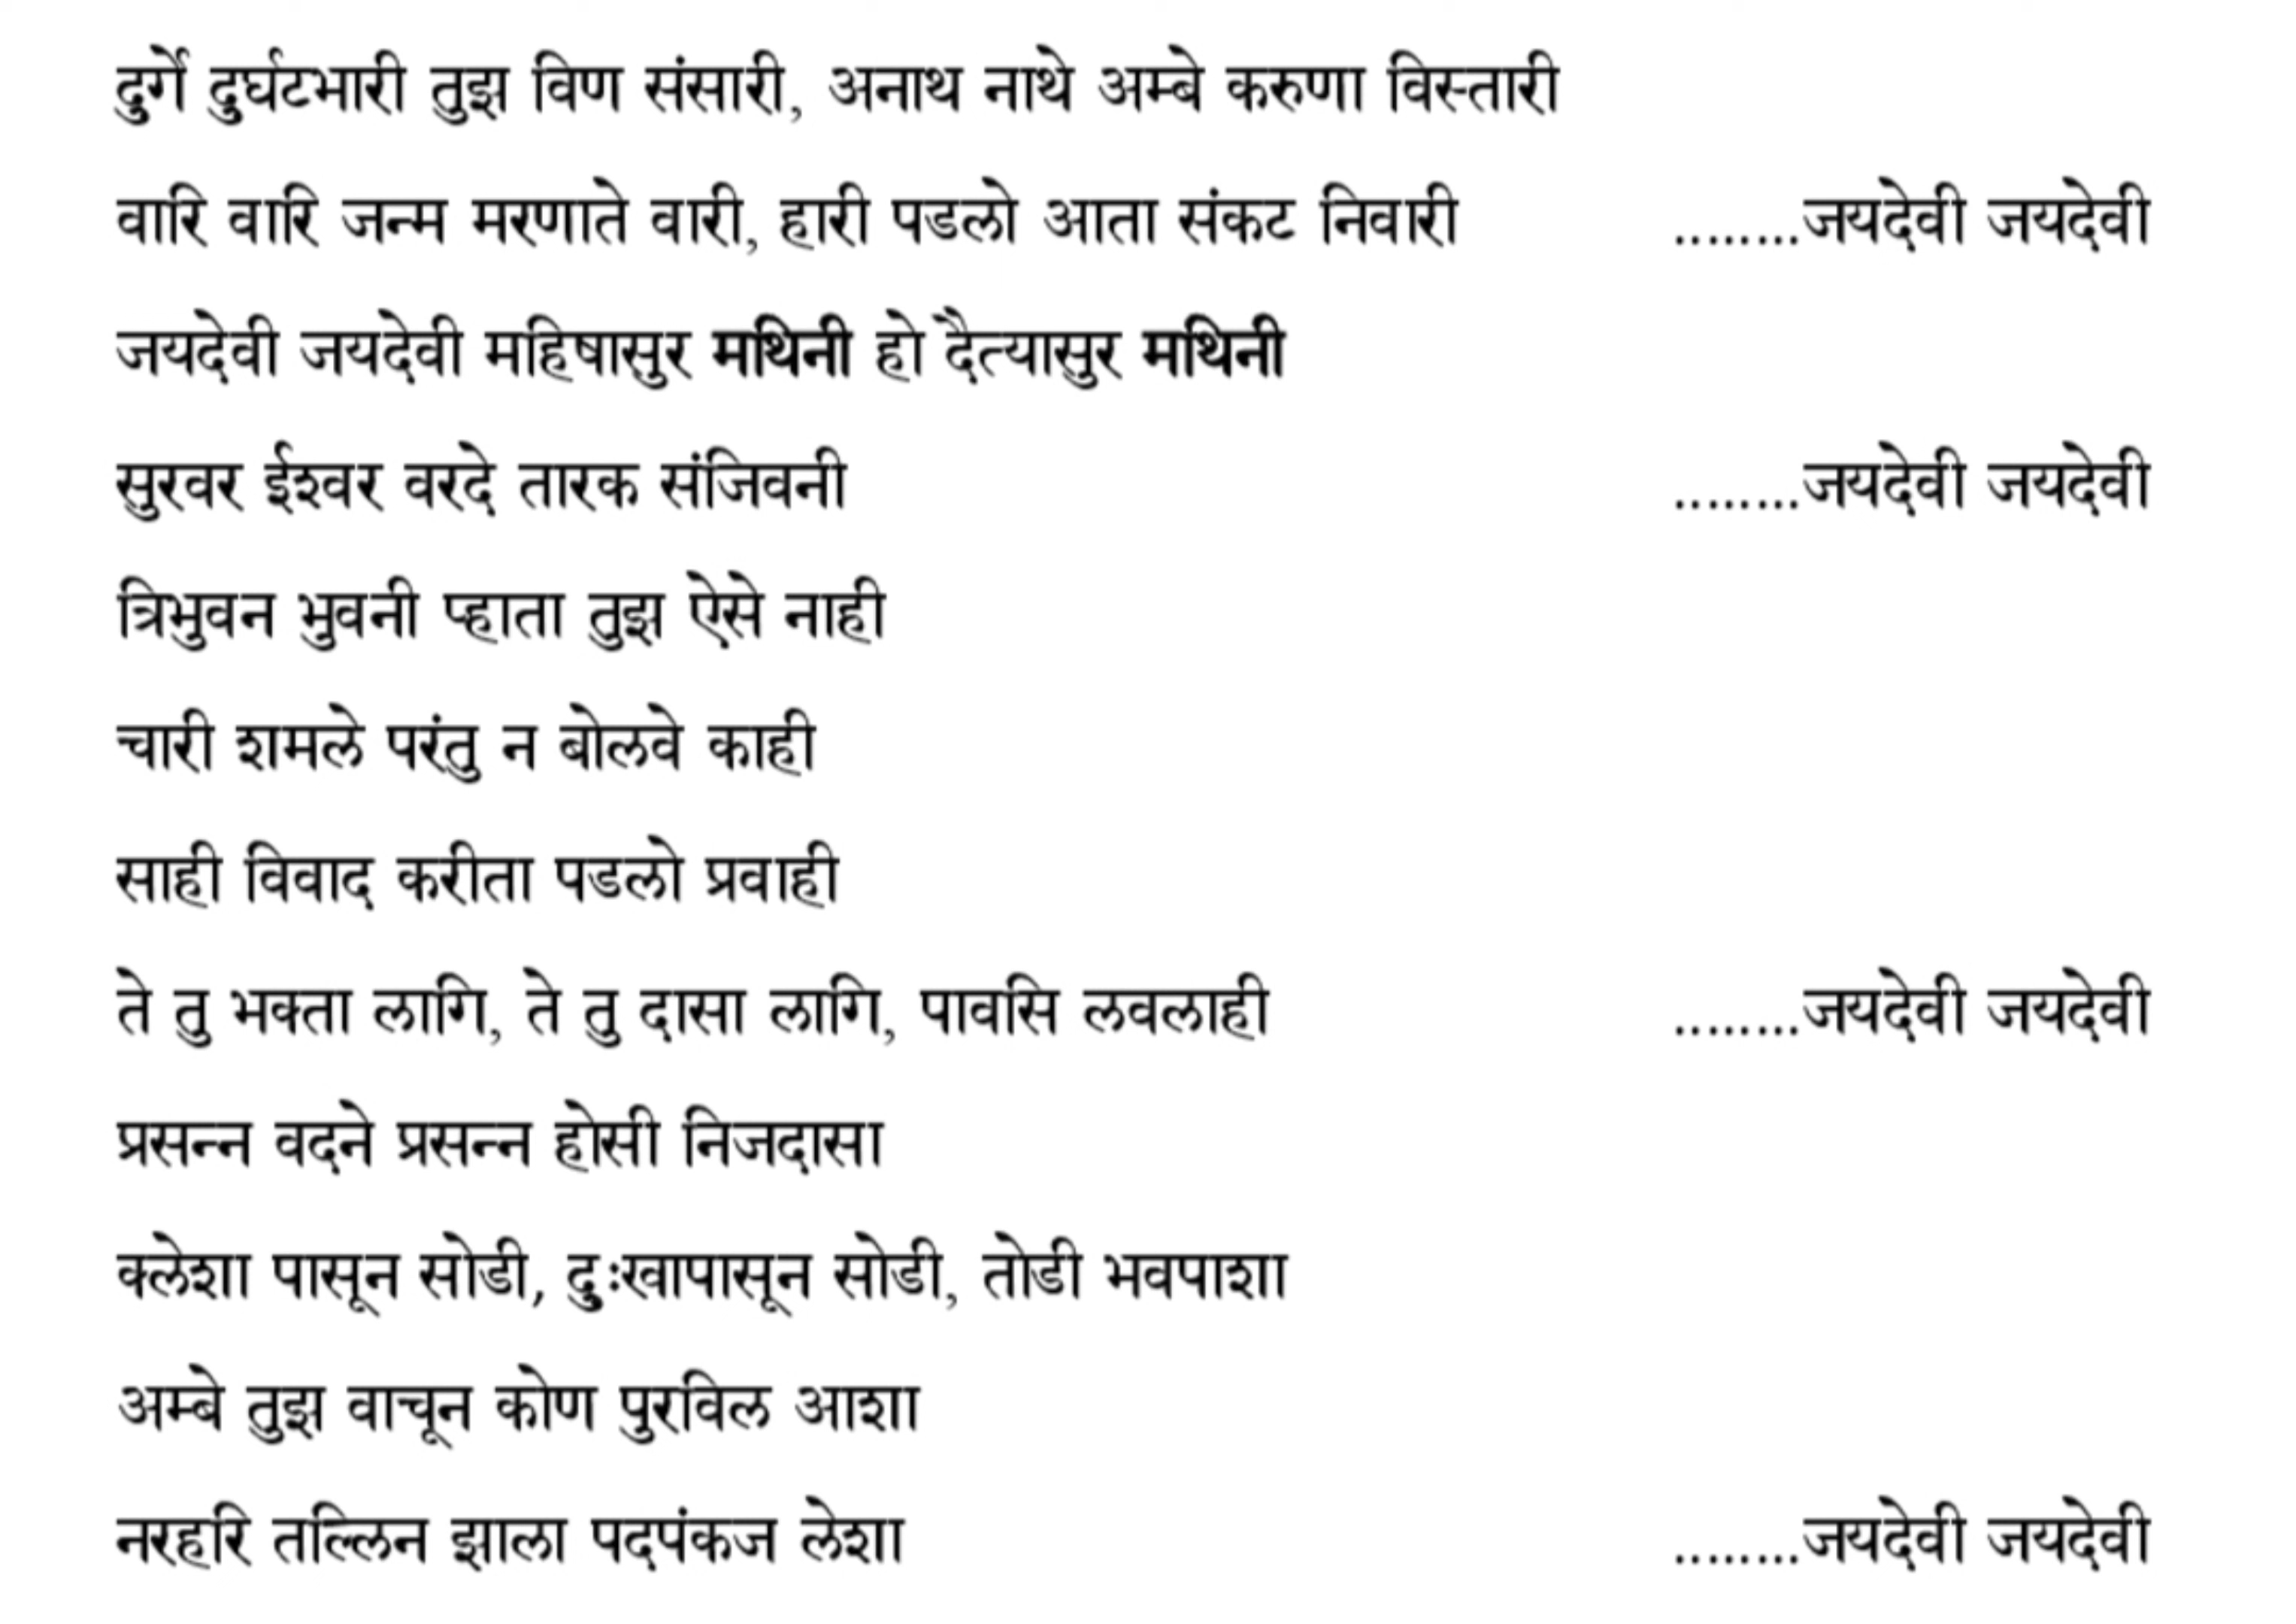 दुर्गे दुर्घटभारी तुझ विण संसारी, अनाथ नाथे अम्बे करुणा विस्तारी
वारि वारि जन्म मरणाते वारी, हारी पडलो आता संकट निवारी ........जयदेवी जयदेवी
जयदेवी जयदेवी महिषासुर मथिनी हो दैत्यासुर मथिनी
सुरवर ईश्वर वरदे तारक संजिवनी ........जयदेवी जयदेवी
त्रिभुवन भुवनी प्हाता तुझ ऐसे नाही
चारी शमले परंतु न बोलवे काही
साही विवाद करीता पडलो प्रवाही
ते तु भक्ता लागि, ते तु दासा लागि, पावसि लवलाही ........जयदेवी जयदेवी
प्रसन्न वदने प्रसन्न होसी निजदासा
क्लेशा पासून सोडी, दुःखापासून सोडी, तोडी भवपाशा
अम्बे तुझ वाचून कोण पुरविल आशा
नरहरि तल्लिन झाला पदपंकज लेशा ........जयदेवी जयदेवी